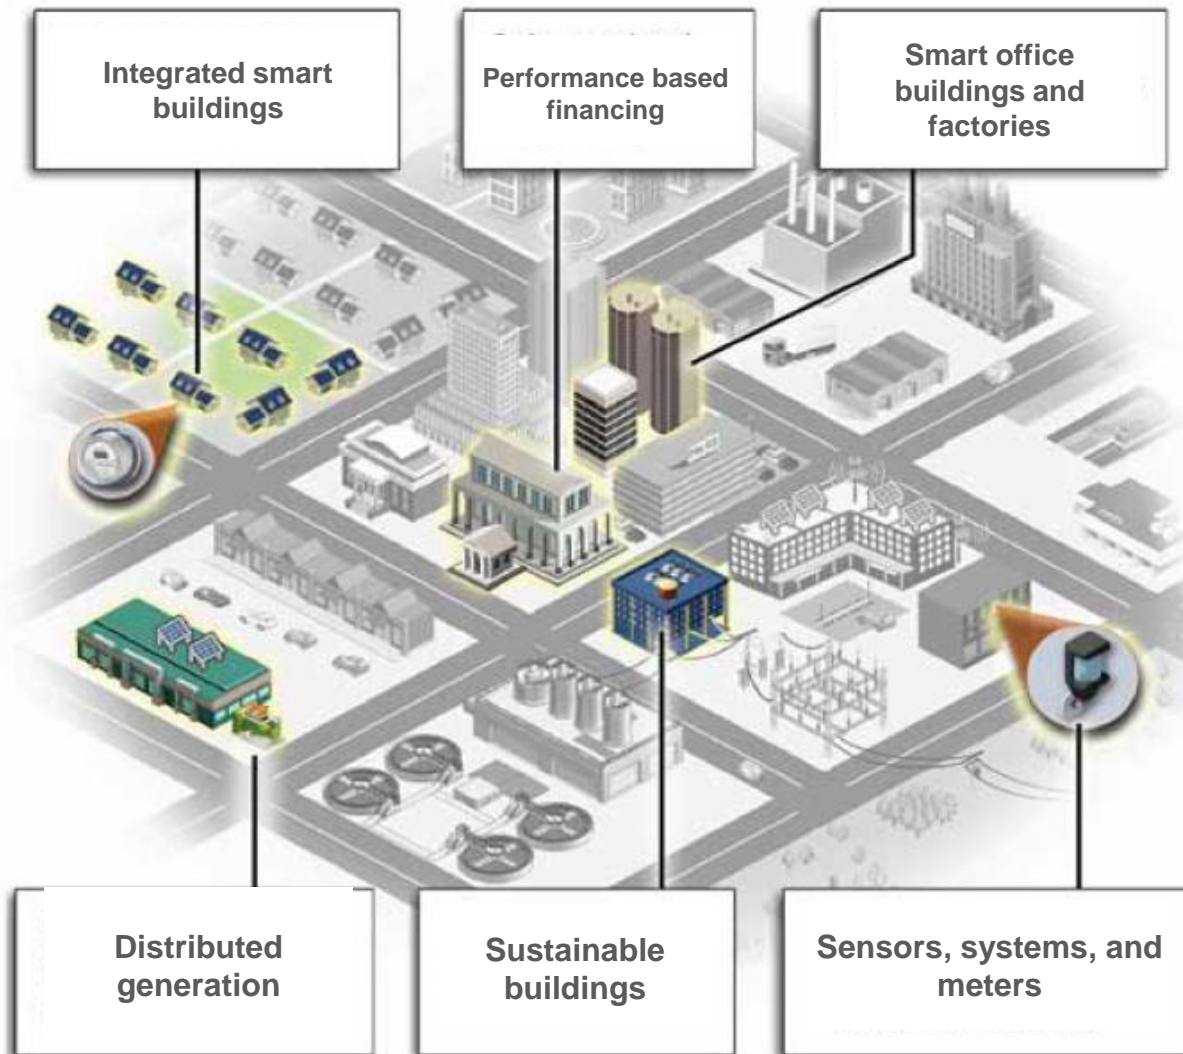 Integrated smart
buildings
Performance based
financing
Smart office
buildings and
factories
Distributed
generation
Sustainable
buildings
Sensors, systems, and
meters